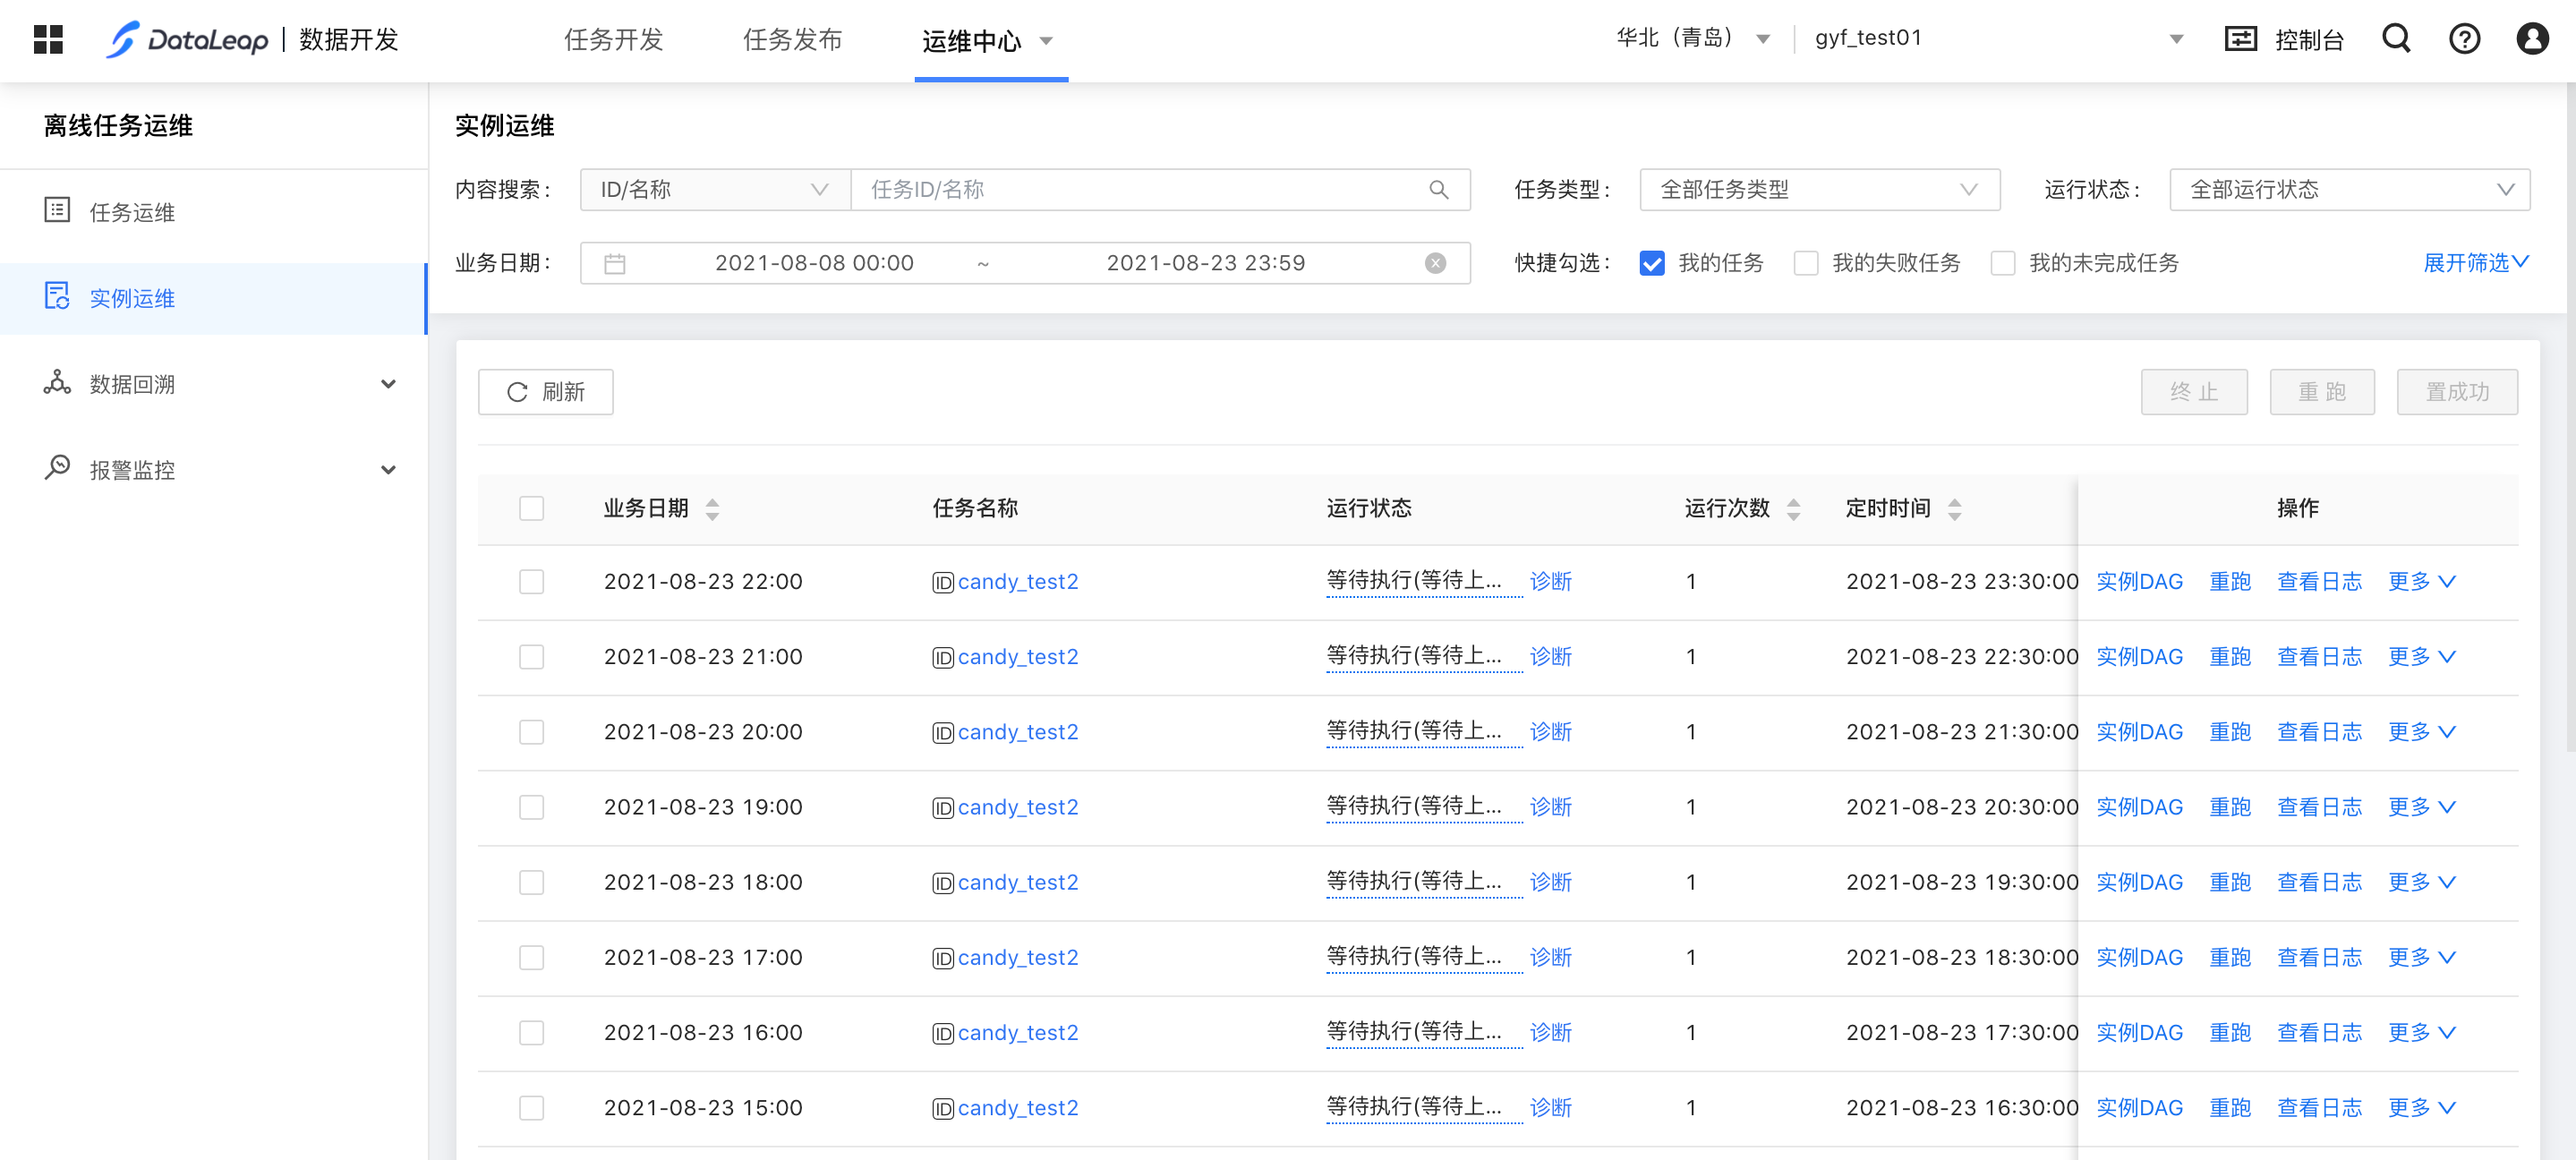 DataLeap 数据开发 任务开发 任务发布 运维中心 华北（青岛） gyf_test01 控制台
离线任务运维
任务运维
实例运维
数据回溯
报警监控
实例运维
内容搜索： ID/名称 任务ID/名称 任务类型： 全部任务类型 运行状态： 全部运行状态
业务日期： 2021-08-08 00:00 ~ 2021-08-23 23:59 快捷勾选： 我的任务 我的失败任务 我的未完成任务 展开筛选
刷新 终止 重跑 置成功
业务日期 任务名称 运行状态 运行次数 定时时间 操作
2021-08-23 22:00 ID candy_test2 等待执行(等待上... 诊断 1 2021-08-23 23:30:00 实例DAG 重跑 查看日志 更多
2021-08-23 21:00 ID candy_test2 等待执行(等待上... 诊断 1 2021-08-23 22:30:00 实例DAG 重跑 查看日志 更多
2021-08-23 20:00 ID candy_test2 等待执行(等待上... 诊断 1 2021-08-23 21:30:00 实例DAG 重跑 查看日志 更多
2021-08-23 19:00 ID candy_test2 等待执行(等待上... 诊断 1 2021-08-23 20:30:00 实例DAG 重跑 查看日志 更多
2021-08-23 18:00 ID candy_test2 等待执行(等待上... 诊断 1 2021-08-23 19:30:00 实例DAG 重跑 查看日志 更多
2021-08-23 17:00 ID candy_test2 等待执行(等待上... 诊断 1 2021-08-23 18:30:00 实例DAG 重跑 查看日志 更多
2021-08-23 16:00 ID candy_test2 等待执行(等待上... 诊断 1 2021-08-23 17:30:00 实例DAG 重跑 查看日志 更多
2021-08-23 15:00 ID candy_test2 等待执行(等待上... 诊断 1 2021-08-23 16:30:00 实例DAG 重跑 查看日志 更多